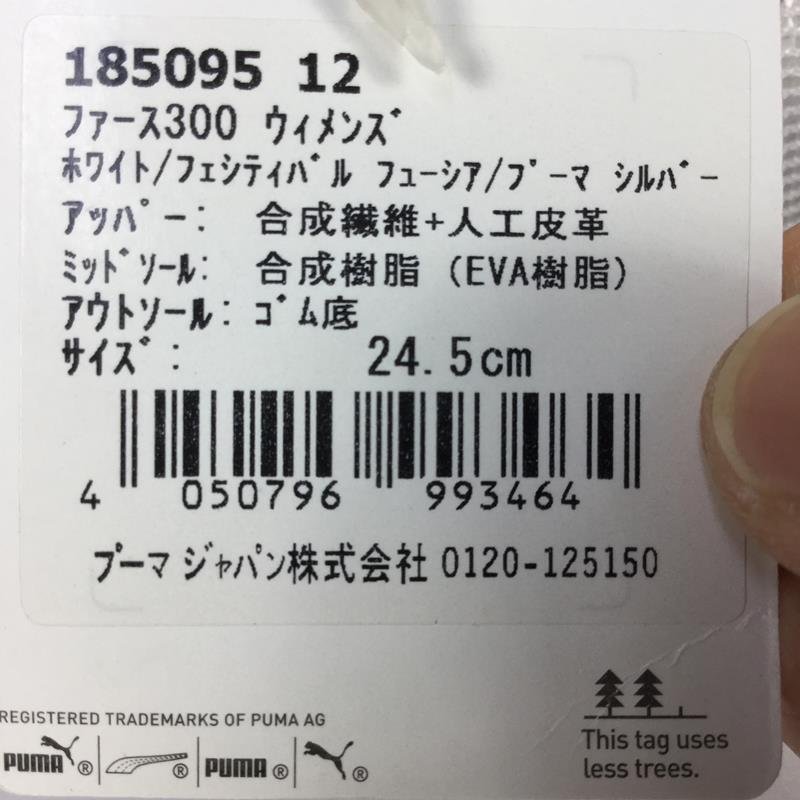 185095 12
ファース300 ウィメンズ
ホワイト/フェシティバル フューシア/プーマ シルバー
アッパー: 合成繊維+人工皮革
ミッドソール: 合成樹脂 (EVA樹脂)
アウトソール: ゴム底
サイズ: 24.5cm
4 050796 993464
プーマ ジャパン株式会社 0120-125150
REGISTERED TRADEMARKS OF PUMA AG
PUMA® ® PUMA® ®
This tag uses
less trees.